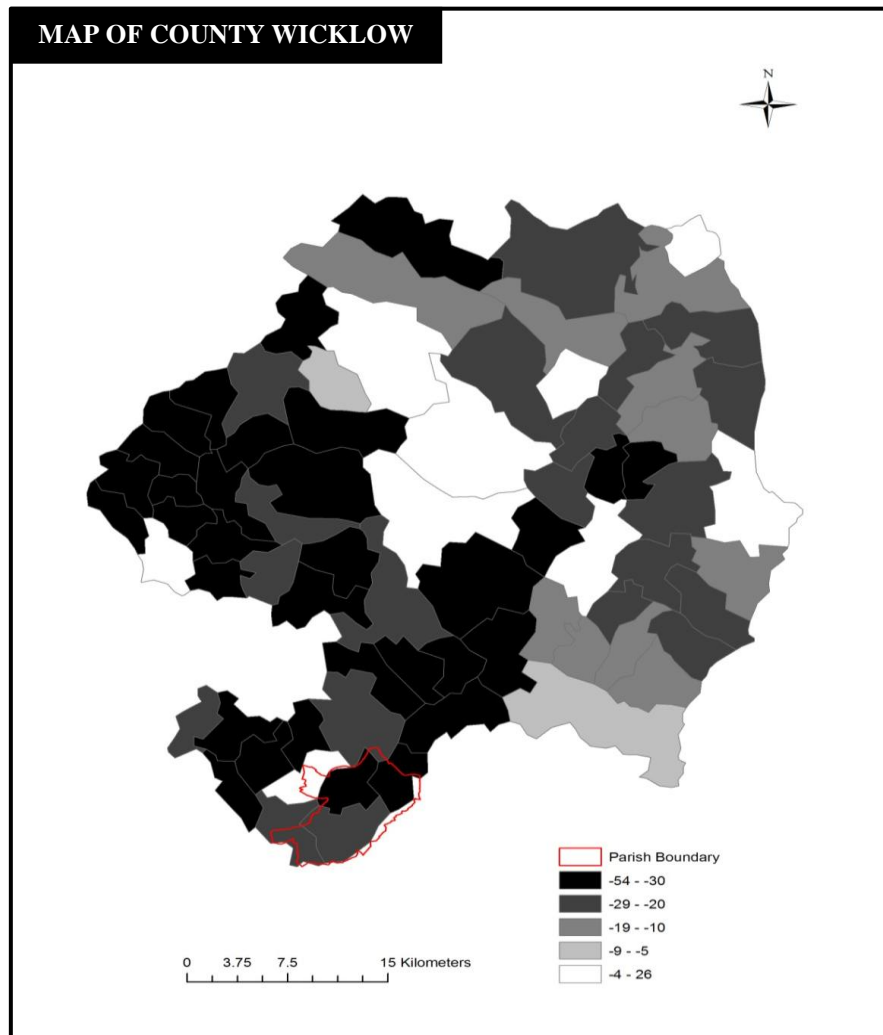 MAP OF COUNTY WICKLOW
N
Parish Boundary
-54 - -30
-29 - -20
-19 - -10
-9 - -5
-4 - 26
0 3.75 7.5 15 Kilometers